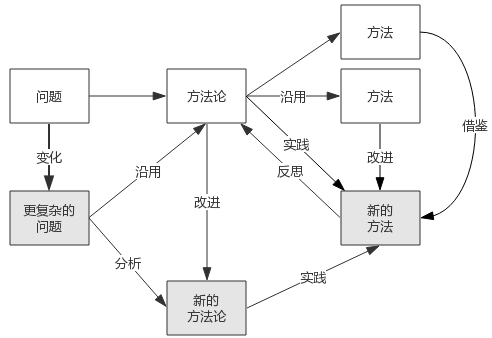 方法
问题
方法论
沿用
方法
借鉴
变化
实践
改进
沿用
反思
更复杂的
问题
改进
新的
方法
分析
实践
新的
方法论